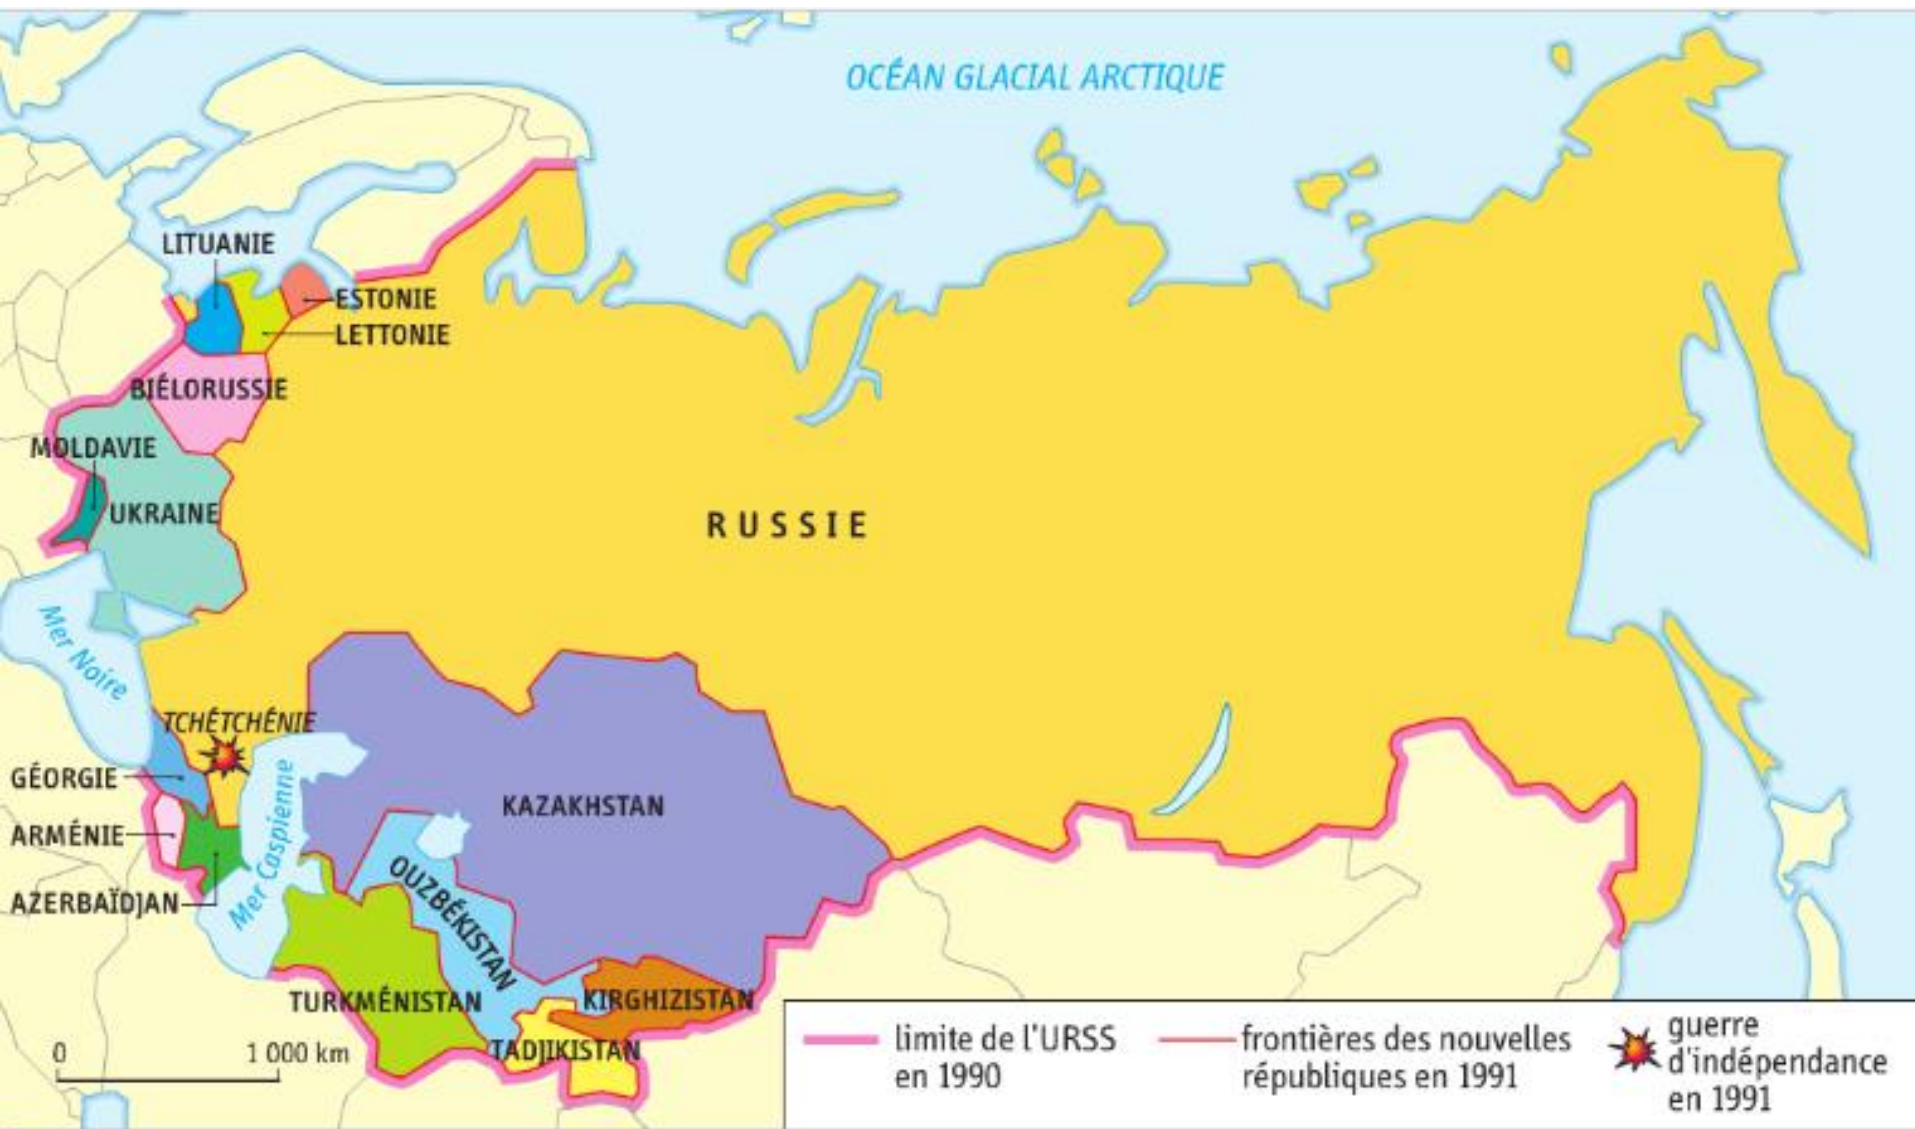 OCÉAN GLACIAL ARCTIQUE
LITUANIE
ESTONIE
LETTONIE
BIÉLORUSSIE
MOLDAVIE
UKRAINE
RUSSIE
Mer Noire
TCHÉTCHÉNIE
GÉORGIE
KAZAKHSTAN
ARMÉNIE
Mer Caspienne
AZERBAÏDJAN
OUZBÉKISTAN
TURKMÉNISTAN
KIRGHIZISTAN
TADJIKISTAN
0 1 000 km
limite de l'URSS
en 1990
frontières des nouvelles
républiques en 1991
guerre
d'indépendance
en 1991